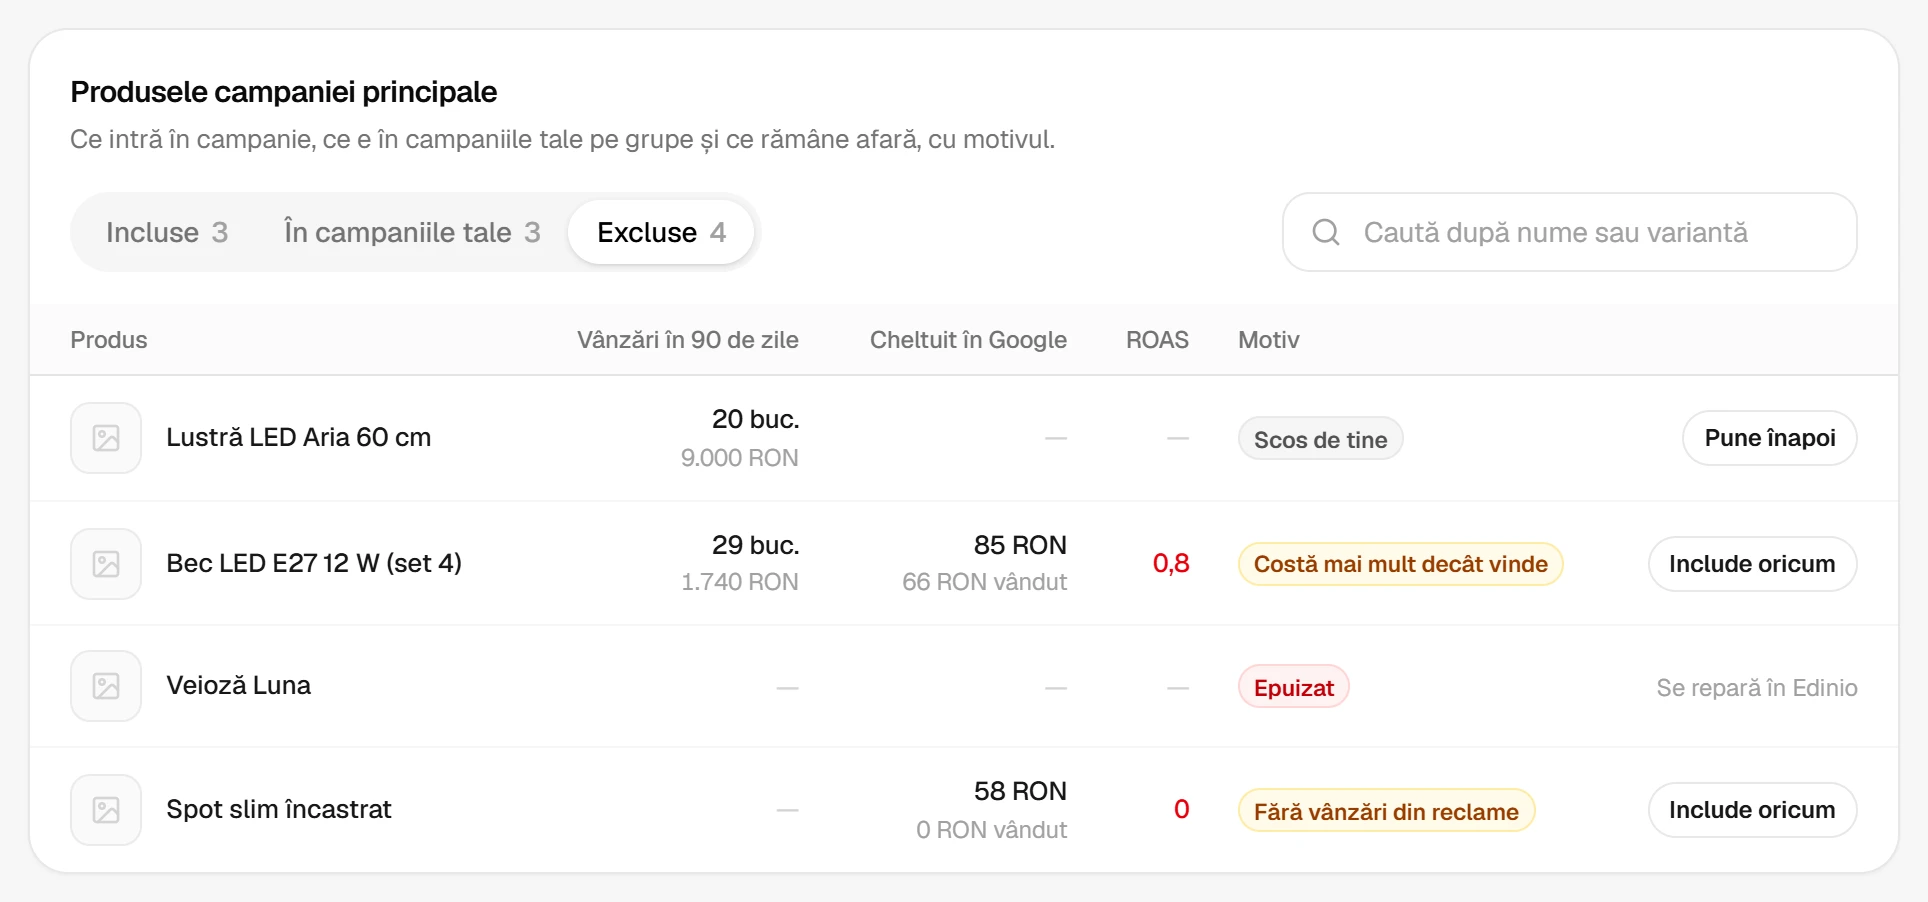 Produsele campaniei principale
Ce intră în campanie, ce e în campaniile tale pe grupe și ce rămâne afară, cu motivul.
Incluse 3 În campaniile tale 3 Excluse 4
Caută după nume sau variantă
Produs Vânzări în 90 de zile Cheltuit în Google ROAS Motiv
Lustră LED Aria 60 cm 20 buc. — — Scos de tine Pune înapoi
9.000 RON
Bec LED E27 12 W (set 4) 29 buc. 85 RON 0,8 Costă mai mult decât vinde Include oricum
1.740 RON 66 RON vândut
Veioză Luna — — — Epuizat Se repară în Edinio
Spot slim încastrat — 58 RON 0 Fără vânzări din reclame Include oricum
0 RON vândut